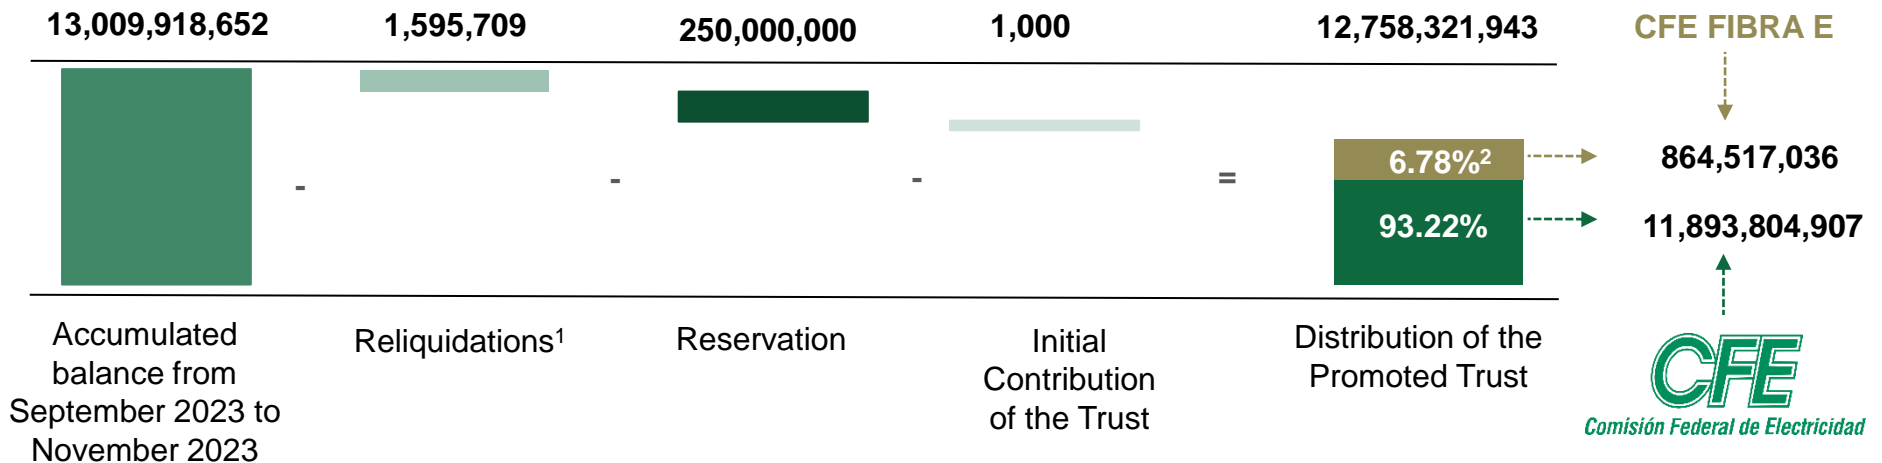 13,009,918,652
1,595,709
250,000,000
1,000
12,758,321,943
CFE FIBRA E
-
-
-
=
6.78%²
864,517,036
93.22%
11,893,804,907
Accumulated
balance from
September 2023 to
November 2023
Reliquidations¹
Reservation
Initial
Contribution
of the Trust
Distribution of the
Promoted Trust
CFE
Comisión Federal de Electricidad